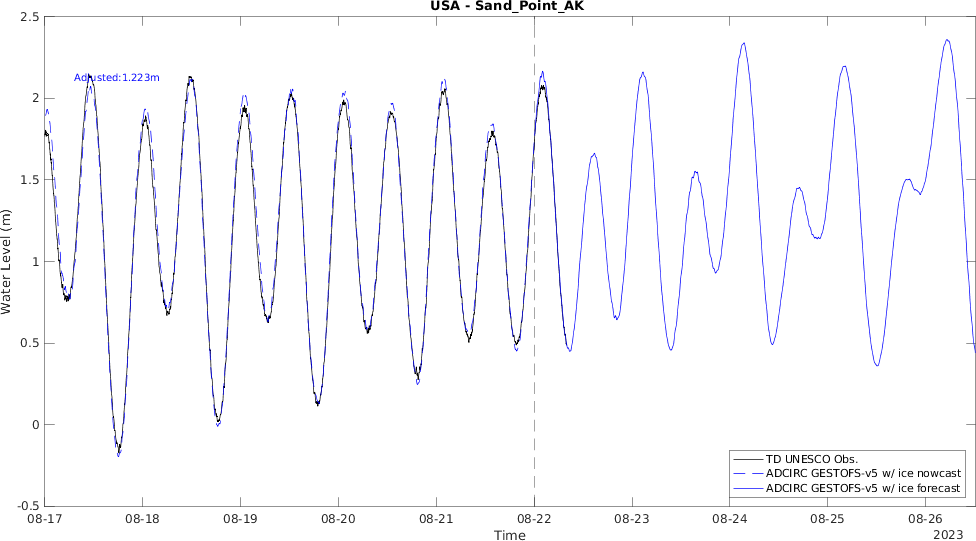 USA - Sand_Point_AK
2.5
2
1.5
1
0.5
0
-0.5
Water Level (m)
Adjusted:1.223m
TD UNESCO Obs.
ADCIRC GESTOFS-v5 w/ ice nowcast
ADCIRC GESTOFS-v5 w/ ice forecast
08-17 08-18 08-19 08-20 08-21 08-22 08-23 08-24 08-25 08-26
Time
2023